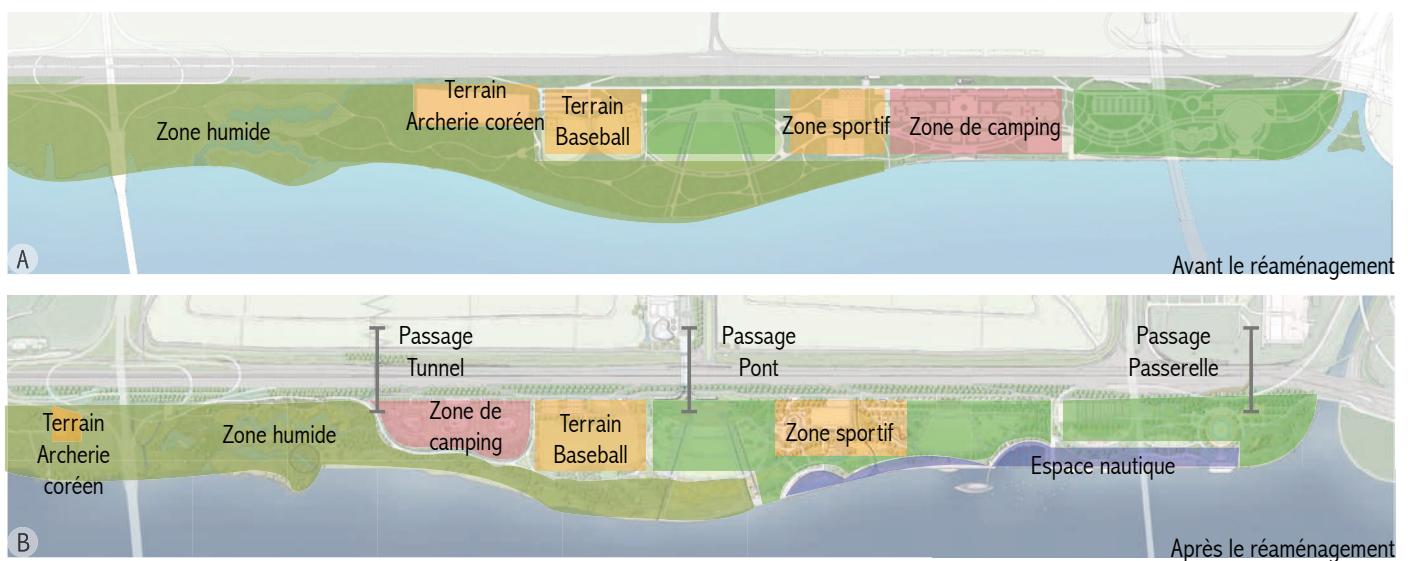 Terrain
Archerie coréen
Zone humide
Terrain
Baseball
Zone sportif
Zone de camping
A
Avant le réaménagement
Passage
Tunnel
Passage
Pont
Passage
Passerelle
Terrain
Archerie
coréen
Zone humide
Zone de
camping
Terrain
Baseball
Zone sportif
Espace nautique
B
Après le réaménagement